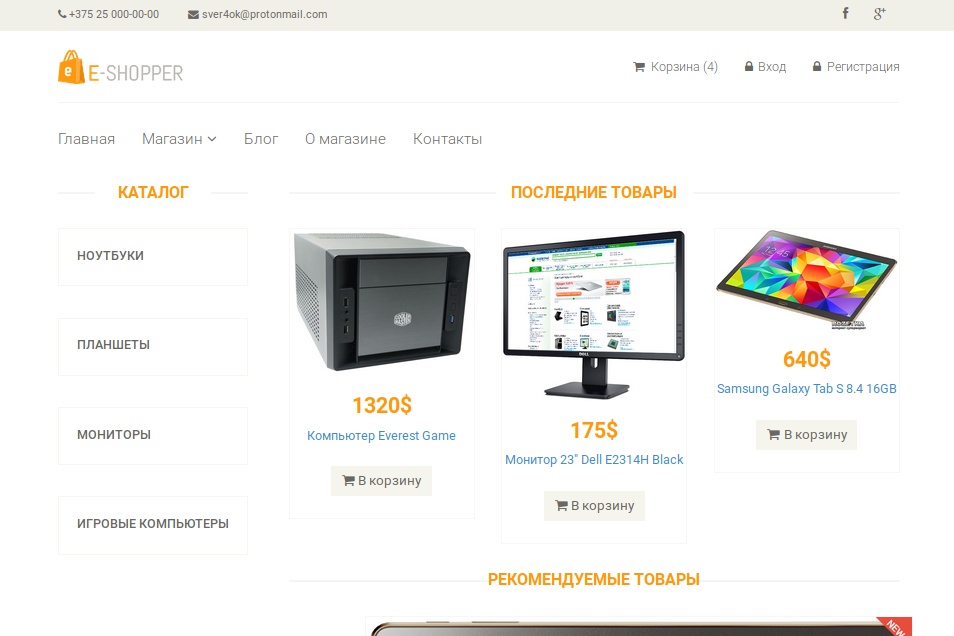 +375 25 000-00-00
sver4ok@protonmail.com
E-SHOPPER
Корзина (4)
Вход
Регистрация
Главная
Магазин
Блог
О магазине
Контакты
КАТАЛОГ
НОУТБУКИ
ПЛАНШЕТЫ
МОНИТОРЫ
ИГРОВЫЕ КОМПЬЮТЕРЫ
ПОСЛЕДНИЕ ТОВАРЫ
1320$
Компьютер Everest Game
В корзину
DELL
175$
Монитор 23" Dell E2314H Black
В корзину
640$
Samsung Galaxy Tab S 8.4 16GB
В корзину
РЕКОМЕНДУЕМЫЕ ТОВАРЫ
NEW